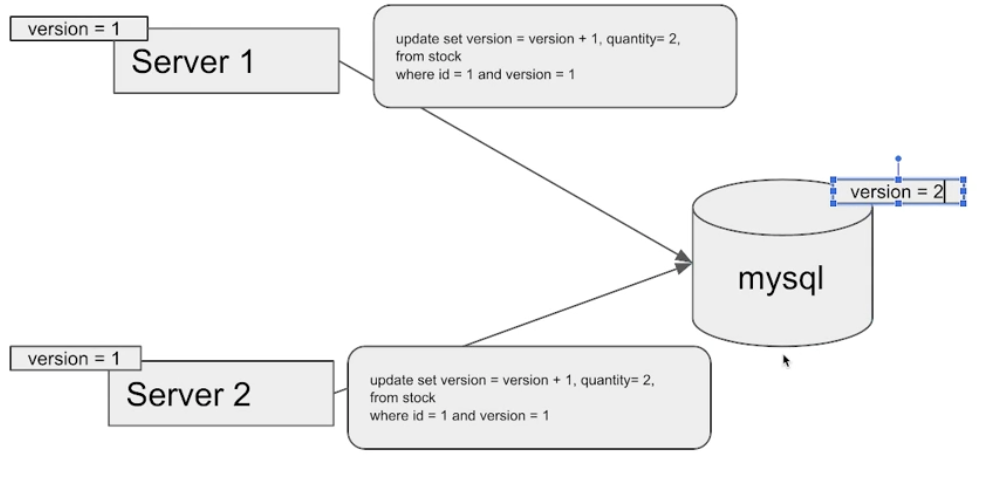 version = 1
Server 1
update set version = version + 1, quantity= 2,
from stock
where id = 1 and version = 1
version = 2
mysql
version = 1
Server 2
update set version = version + 1, quantity= 2,
from stock
where id = 1 and version = 1